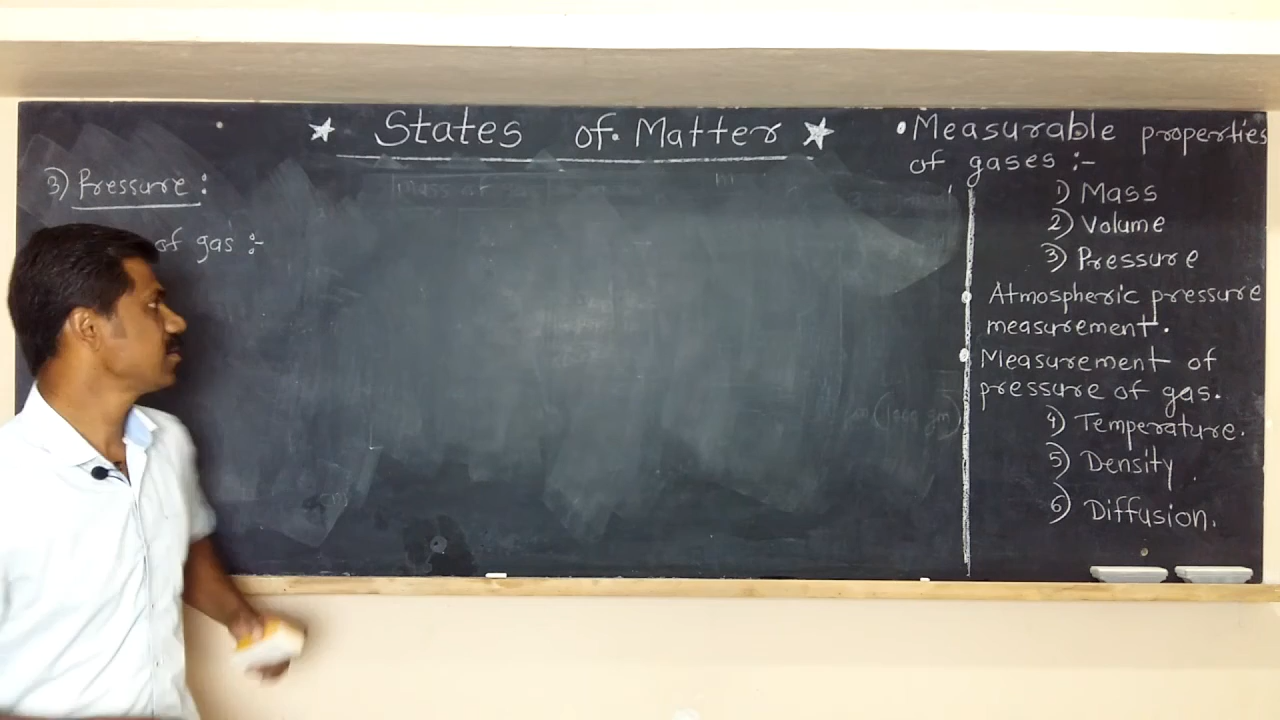 ★ States of Matter ★
3) Pressure :
of gas :-
• Measurable properties
of gases :-
1) Mass
2) Volume
3) Pressure
Atmospheric pressure
measurement.
Measurement of
pressure of gas.
4) Temperature.
5) Density.
6) Diffusion.